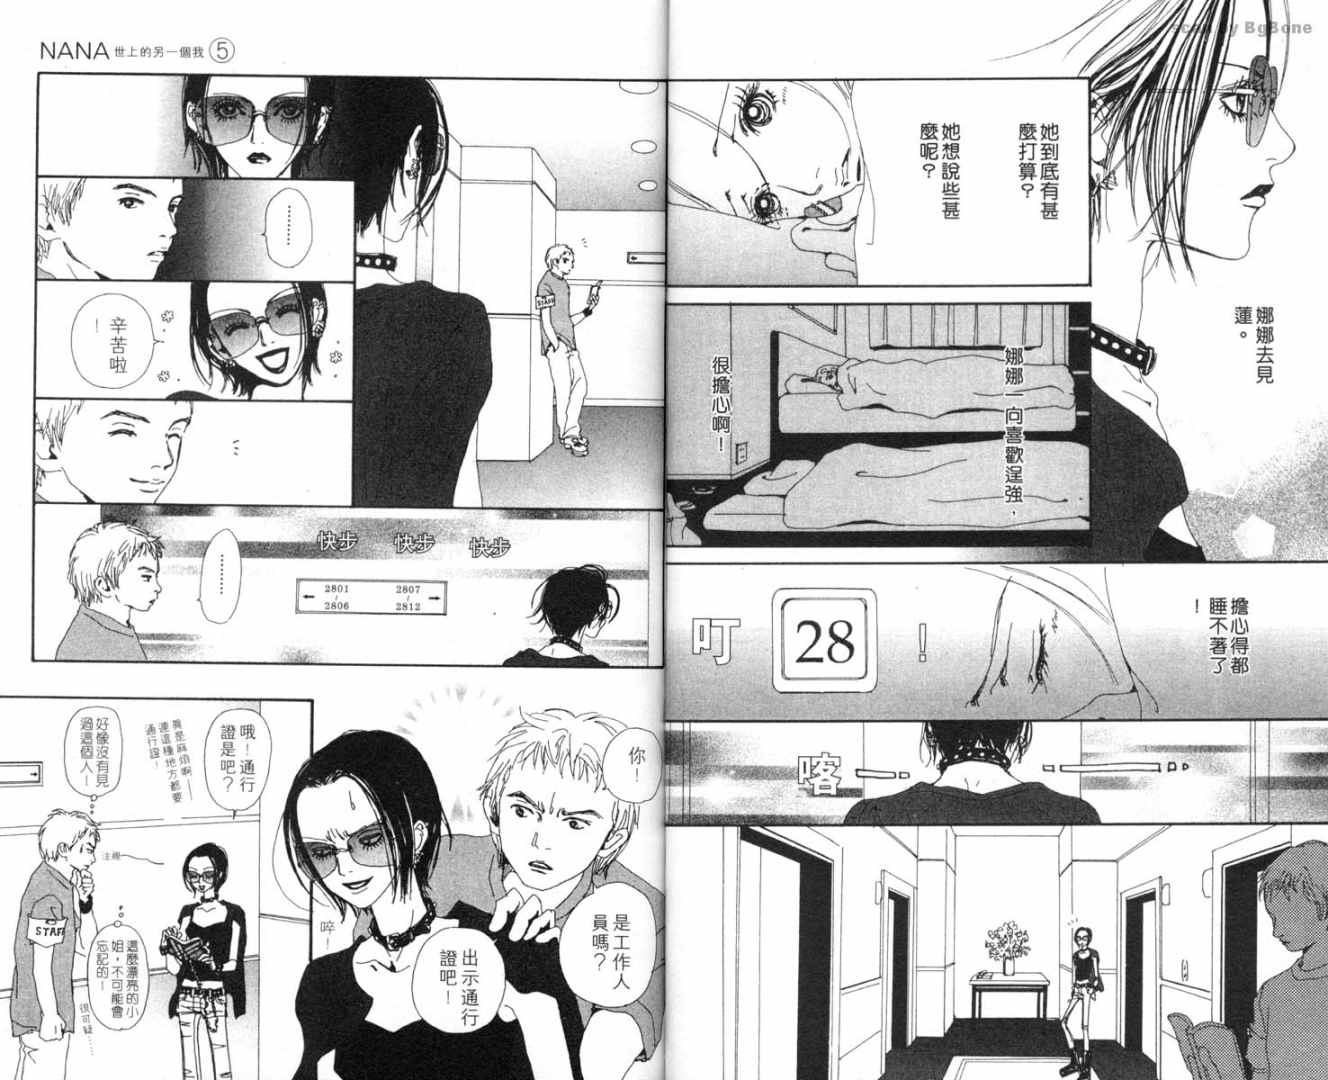 scan by BgBone
NANA 世上的另一個我 ⑤
娜娜去見
蓮。
她到底有甚
麼打算？
她想說些甚
麼呢？
娜娜一向喜歡逞強，
很擔心啊！
擔心得都
睡不著了
！
叮
28
！
喀
STAFF
⋯⋯
辛苦啦
！
⋯⋯
快步
快步
快步
2801
2806
2807
2812
你！
是工作人
員嗎？
出示通行
證吧！
啐！
哦！通行
證是吧？
真是麻煩啊——
連這種地方都要
通行證！
好像沒有見
過這個人！
注視
STAFF
這麼漂亮的小
姐，不可能會
忘記的！
很可疑⋯⋯